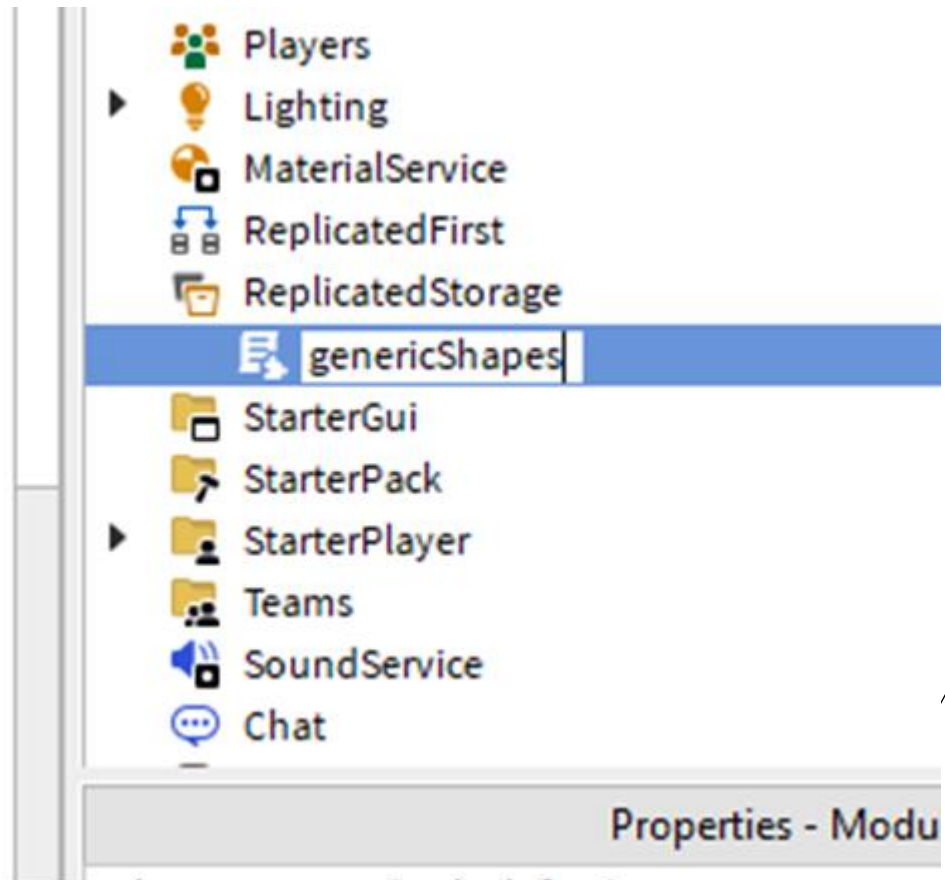 Players
Lighting
MaterialService
ReplicatedFirst
ReplicatedStorage
genericShapes
StarterGui
StarterPack
StarterPlayer
Teams
SoundService
Chat
Properties - Modu